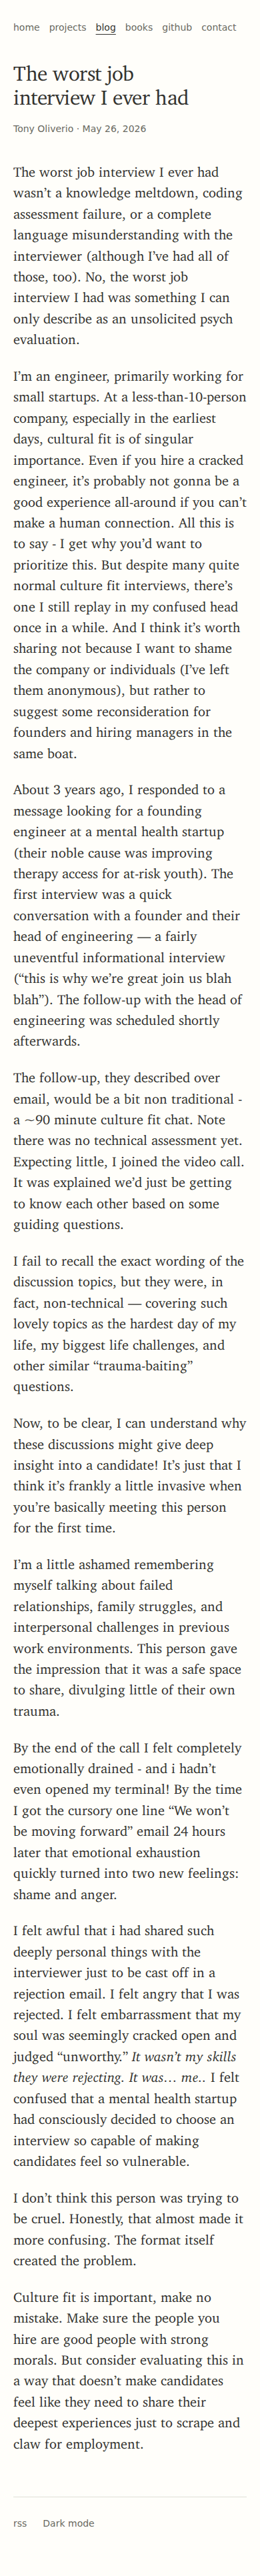 home projects blog books github contact
The worst job
interview I ever had
Tony Oliverio · May 26, 2026
The worst job interview I ever had
wasn’t a knowledge meltdown, coding
assessment failure, or a complete
language misunderstanding with the
interviewer (although I’ve had all of
those, too). No, the worst job
interview I had was something I can
only describe as an unsolicited psych
evaluation.
I’m an engineer, primarily working for
small startups. At a less-than-10-person
company, especially in the earliest
days, cultural fit is of singular
importance. Even if you hire a cracked
engineer, it’s probably not gonna be a
good experience all-around if you can’t
make a human connection. All this is
to say - I get why you’d want to
prioritize this. But despite many quite
normal culture fit interviews, there’s
one I still replay in my confused head
once in a while. And I think it’s worth
sharing not because I want to shame
the company or individuals (I’ve left
them anonymous), but rather to
suggest some reconsideration for
founders and hiring managers in the
same boat.
About 3 years ago, I responded to a
message looking for a founding
engineer at a mental health startup
(their noble cause was improving
therapy access for at-risk youth). The
first interview was a quick
conversation with a founder and their
head of engineering — a fairly
uneventful informational interview
(“this is why we’re great join us blah
blah”). The follow-up with the head of
engineering was scheduled shortly
afterwards.
The follow-up, they described over
email, would be a bit non traditional -
a ~90 minute culture fit chat. Note
there was no technical assessment yet.
Expecting little, I joined the video call.
It was explained we’d just be getting
to know each other based on some
guiding questions.
I fail to recall the exact wording of the
discussion topics, but they were, in
fact, non-technical — covering such
lovely topics as the hardest day of my
life, my biggest life challenges, and
other similar “trauma-baiting”
questions.
Now, to be clear, I can understand why
these discussions might give deep
insight into a candidate! It’s just that I
think it’s frankly a little invasive when
you’re basically meeting this person
for the first time.
I’m a little ashamed remembering
myself talking about failed
relationships, family struggles, and
interpersonal challenges in previous
work environments. This person gave
the impression that it was a safe space
to share, divulging little of their own
trauma.
By the end of the call I felt completely
emotionally drained - and i hadn’t
even opened my terminal! By the time
I got the cursory one line “We won’t
be moving forward” email 24 hours
later that emotional exhaustion
quickly turned into two new feelings:
shame and anger.
I felt awful that i had shared such
deeply personal things with the
interviewer just to be cast off in a
rejection email. I felt angry that I was
rejected. I felt embarrassment that my
soul was seemingly cracked open and
judged “unworthy.” It wasn’t my skills
they were rejecting. It was… me.. I felt
confused that a mental health startup
had consciously decided to choose an
interview so capable of making
candidates feel so vulnerable.
I don’t think this person was trying to
be cruel. Honestly, that almost made it
more confusing. The format itself
created the problem.
Culture fit is important, make no
mistake. Make sure the people you
hire are good people with strong
morals. But consider evaluating this in
a way that doesn’t make candidates
feel like they need to share their
deepest experiences just to scrape and
claw for employment.
rss Dark mode